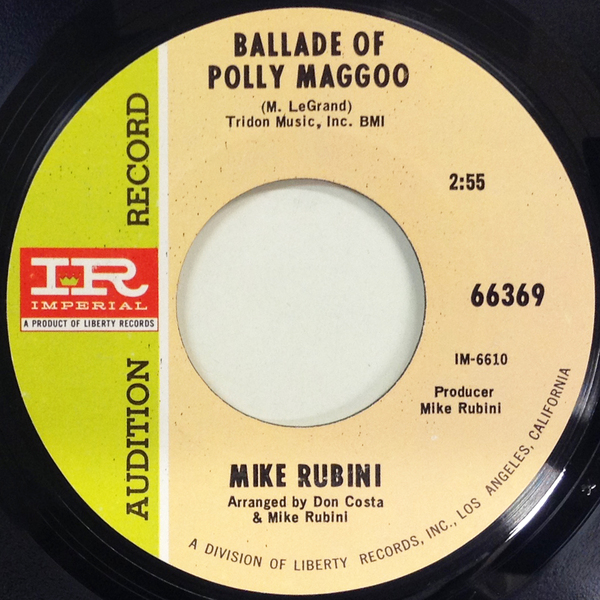 BALLADE OF
POLLY MAGGOO
(M. LeGrand)
Tridon Music, Inc. BMI
2:55
AUDITION RECORD
IR
IMPERIAL
A PRODUCT OF LIBERTY RECORDS
66369
IM-6610
Producer
Mike Rubini
MIKE RUBINI
Arranged by Don Costa
& Mike Rubini
A DIVISION OF LIBERTY RECORDS, INC., LOS ANGELES, CALIFORNIA